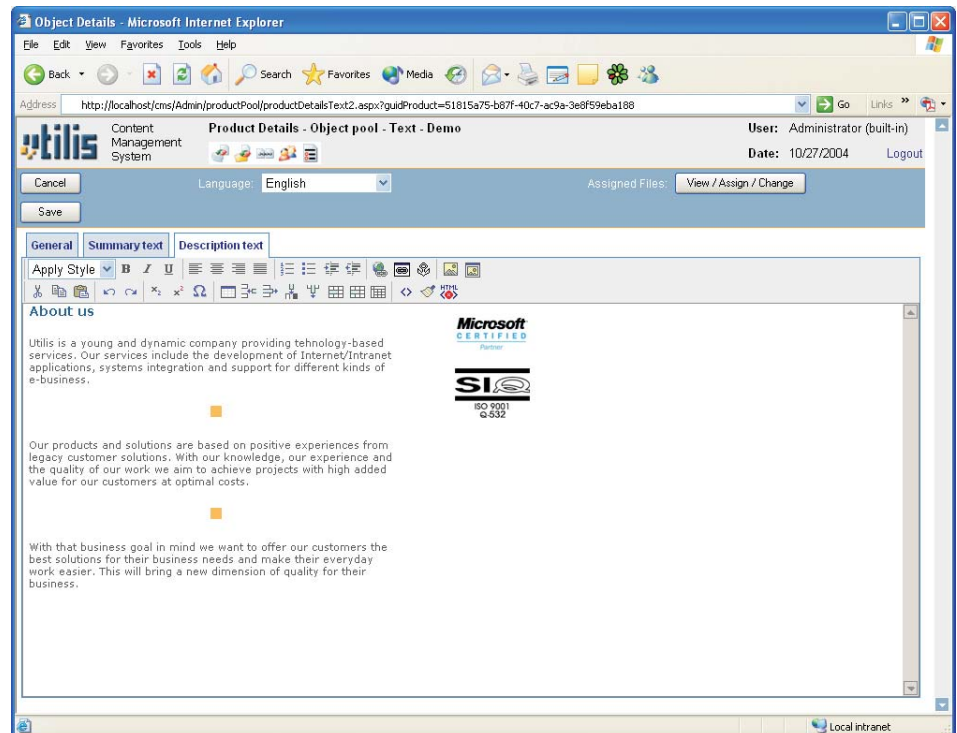 Object Details - Microsoft Internet Explorer
File Edit View Favorites Tools Help
Back Search Favorites Media
Address http://localhost/cms/Admin/productPool/productDetailsText2.aspx?guidProduct=51815a75-b87f-40c7-ac9a-3e8f59eba188 Go Links »
utilis Content Management System
Product Details - Object pool - Text - Demo
User: Administrator (built-in)
Date: 10/27/2004 Logout
Cancel Language: English Assigned Files: View / Assign / Change
Save
General Summary text Description text
Apply Style B I U
x₂ x² Ω HTML
About us
Utilis is a young and dynamic company providing tehnology-based
services. Our services include the development of Internet/Intranet
applications, systems integration and support for different kinds of
e-business.
Our products and solutions are based on positive experiences from
legacy customer solutions. With our knowledge, our experience and
the quality of our work we aim to achieve projects with high added
value for our customers at optimal costs.
With that business goal in mind we want to offer our customers the
best solutions for their business needs and make their everyday
work easier. This will bring a new dimension of quality for their
business.
Microsoft
CERTIFIED
Partner
SIQ
ISO 9001
Q-532
Local intranet